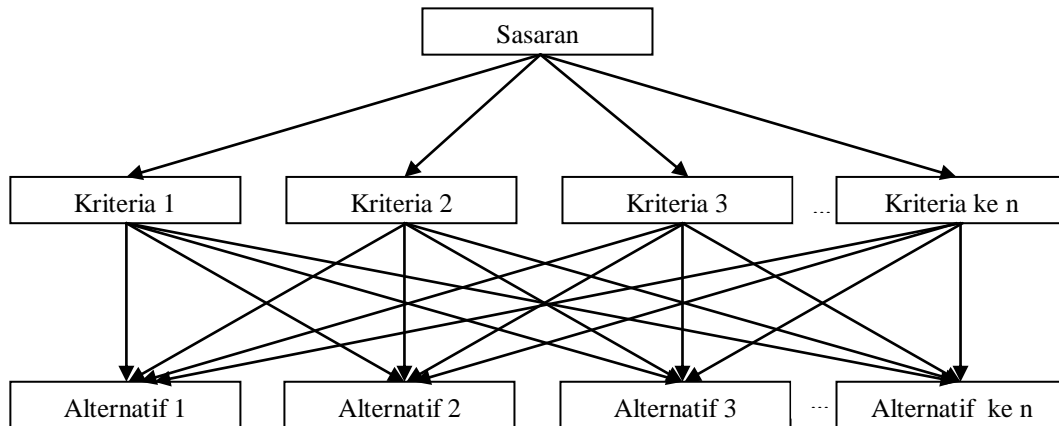 Sasaran
Kriteria 1 Kriteria 2 Kriteria 3 ... Kriteria ke n
Alternatif 1 Alternatif 2 Alternatif 3 ... Alternatif ke n